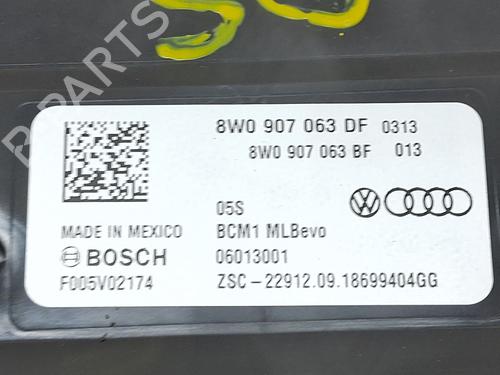 B PARTS
8W0 907 063 DF 0313
8W0 907 063 BF 013
05S
MADE IN MEXICO BCM1 MLBevo
BOSCH 06013001
F005V02174 ZSC-22912.09.18699404GG